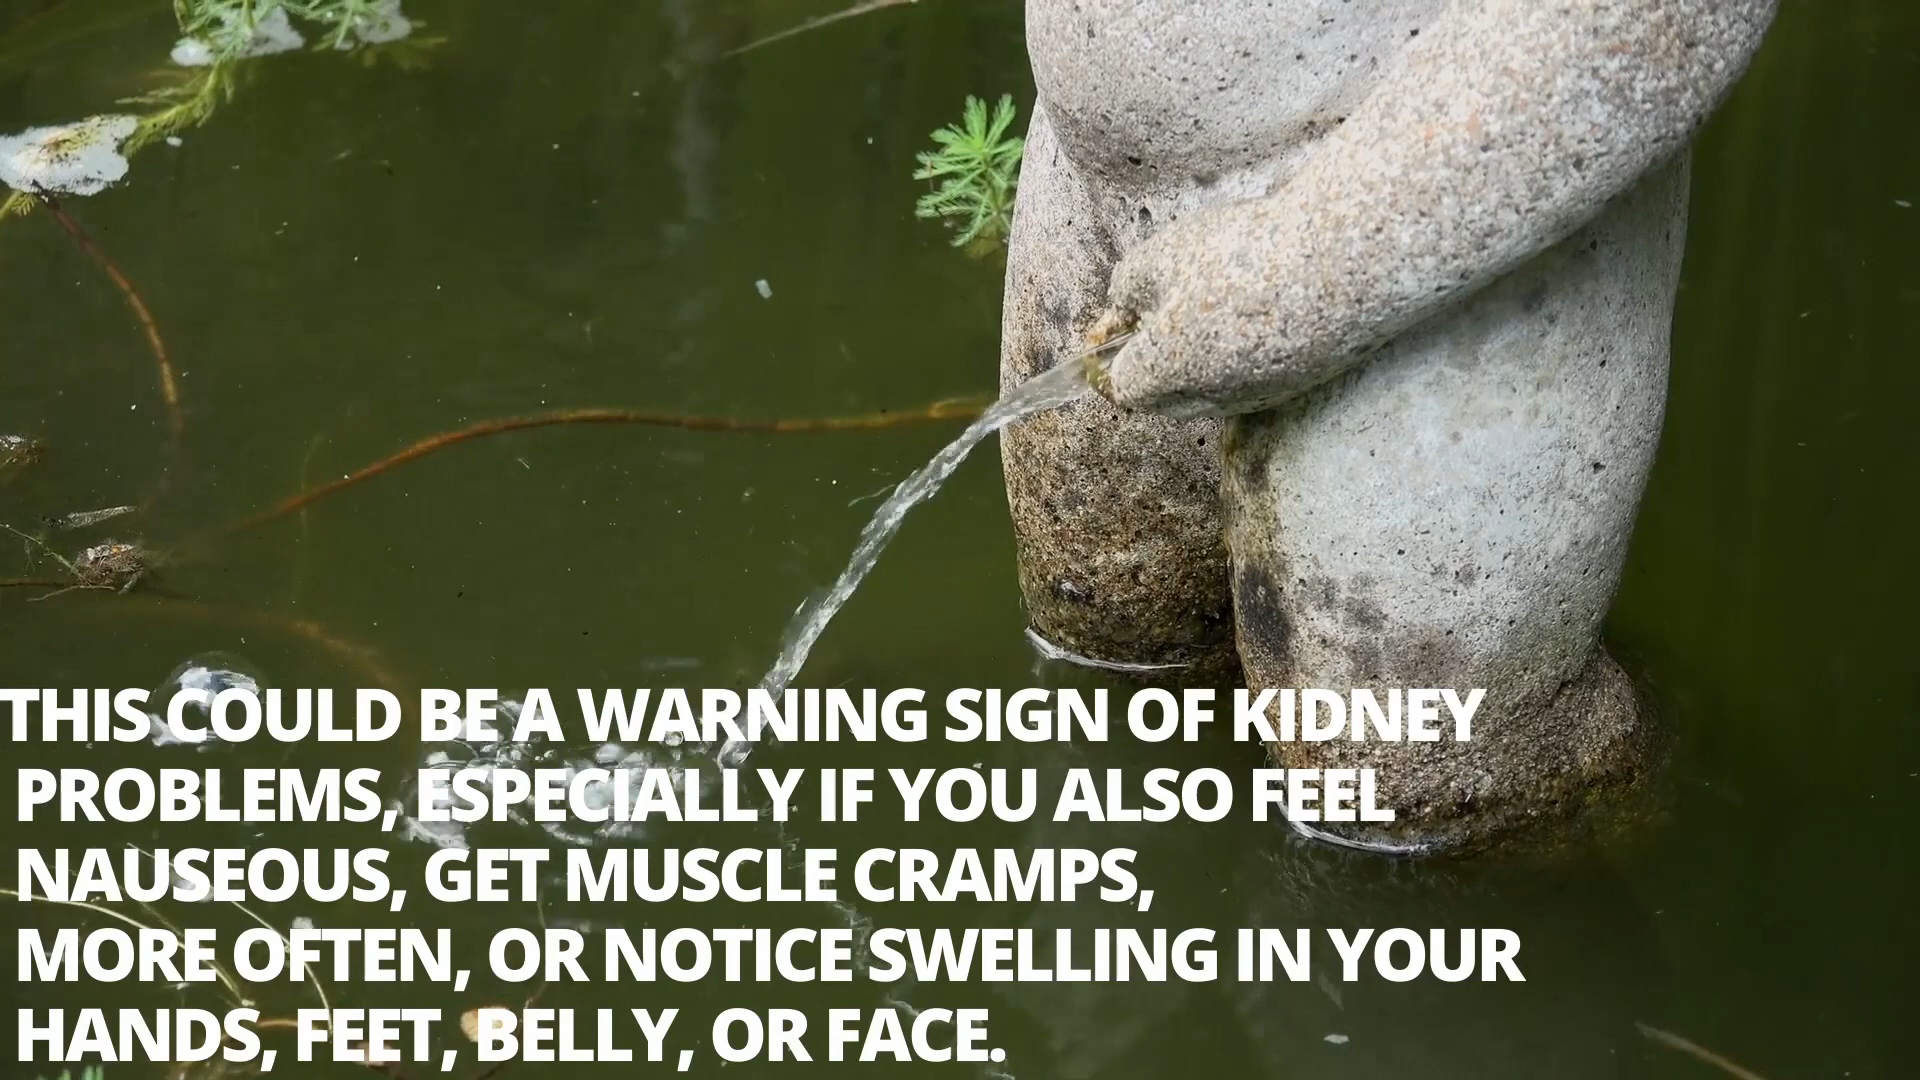 THIS COULD BE A WARNING SIGN OF KIDNEY
PROBLEMS, ESPECIALLY IF YOU ALSO FEEL
NAUSEOUS, GET MUSCLE CRAMPS,
MORE OFTEN, OR NOTICE SWELLING IN YOUR
HANDS, FEET, BELLY, OR FACE.